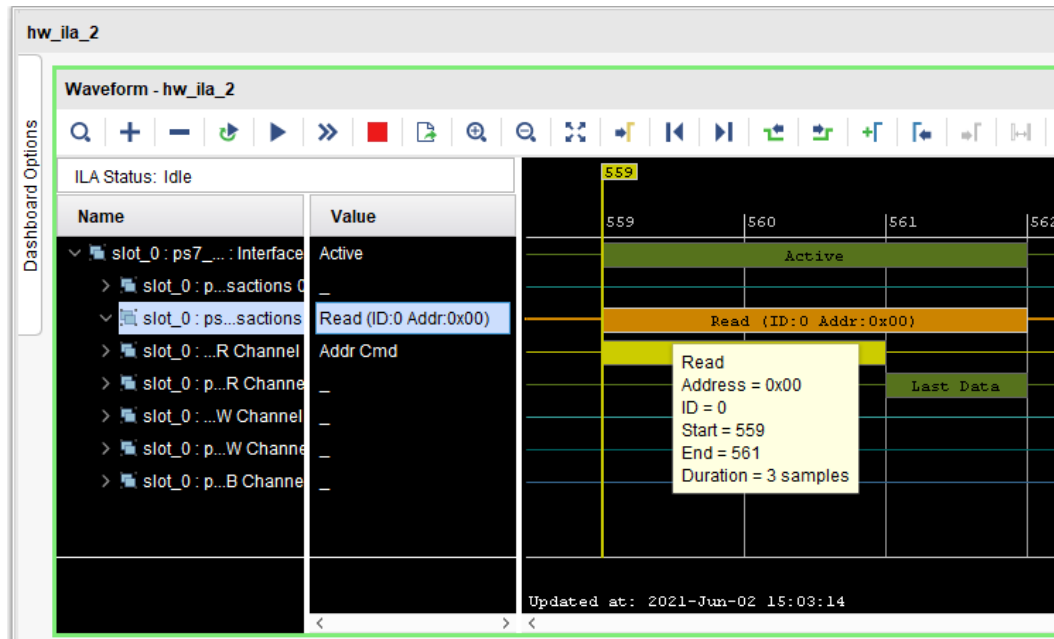 hw_ila_2
Dashboard Options
Waveform - hw_ila_2
ILA Status: Idle
559
Name
Value
559
560
561
562
slot_0 : ps7_... : Interface
Active
Active
slot_0 : p...sactions 0
_
slot_0 : ps...sactions
Read (ID:0 Addr:0x00)
Read (ID:0 Addr:0x00)
slot_0 : ...R Channel
Addr Cmd
slot_0 : p...R Channe
_
Last Data
slot_0 : ...W Channel
_
slot_0 : p...W Channe
_
slot_0 : p...B Channe
_
Read
Address = 0x00
ID = 0
Start = 559
End = 561
Duration = 3 samples
Updated at: 2021-Jun-02 15:03:14